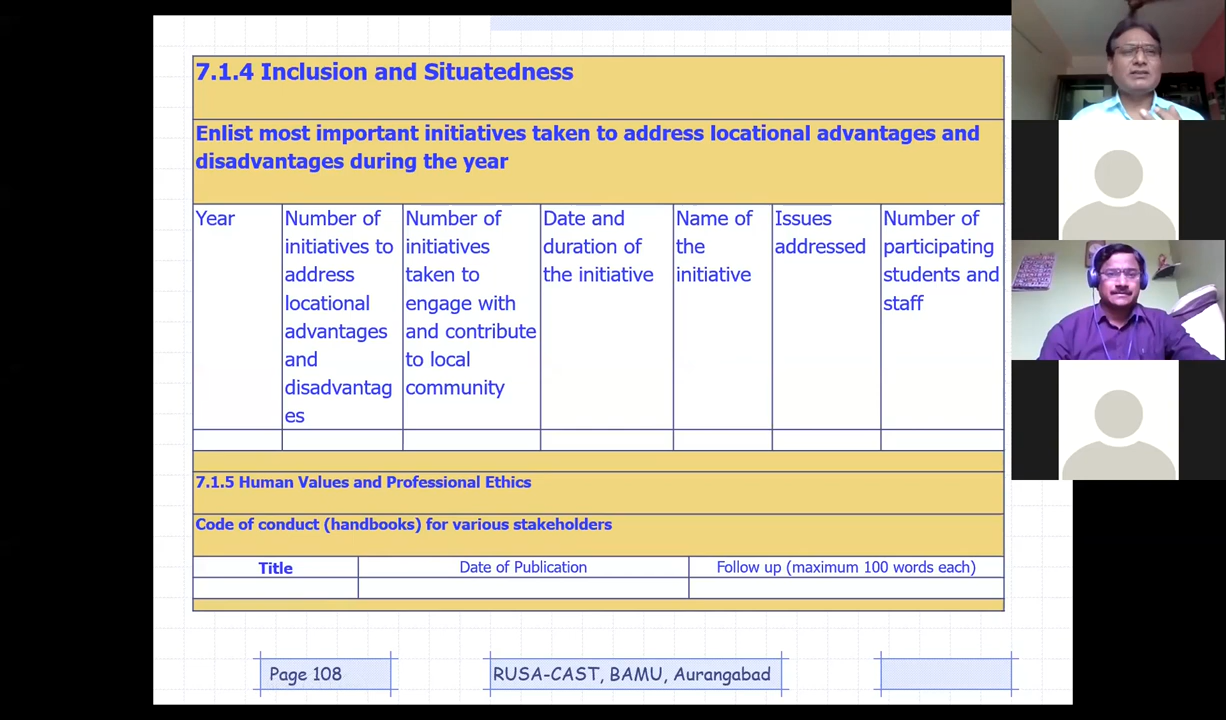 7.1.4 Inclusion and Situatedness
Enlist most important initiatives taken to address locational advantages and
disadvantages during the year
Year
Number of
initiatives to
address
locational
advantages
and
disadvantag
es
Number of
initiatives
taken to
engage with
and contribute
to local
community
Date and
duration of
the initiative
Name of
the
initiative
Issues
addressed
Number of
participating
students and
staff
7.1.5 Human Values and Professional Ethics
Code of conduct (handbooks) for various stakeholders
Title
Date of Publication
Follow up (maximum 100 words each)
Page 108
RUSA-CAST, BAMU, Aurangabad